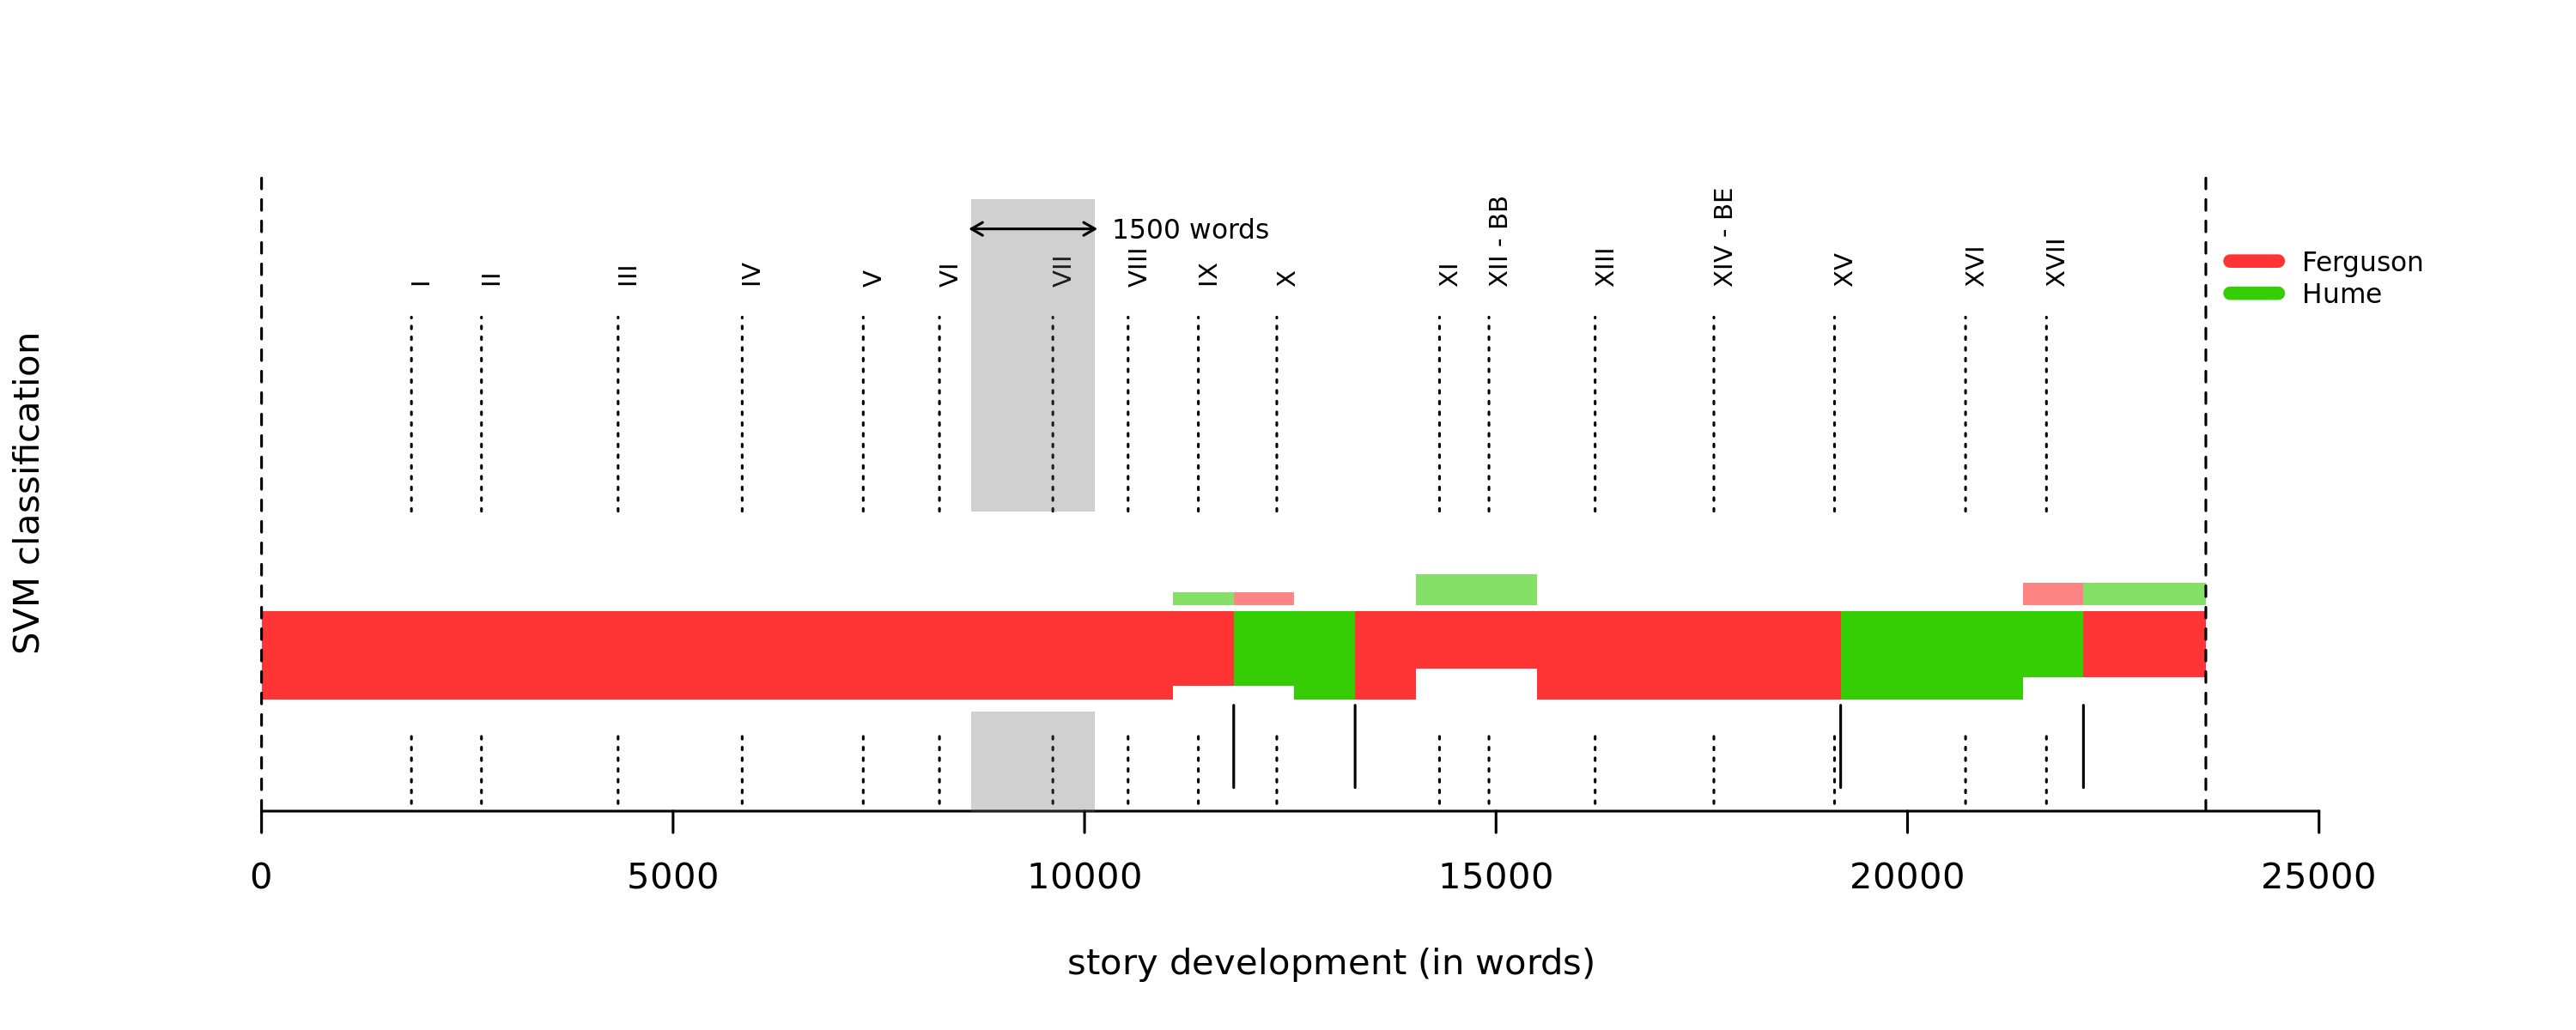 1500 words
I
II
III
IV
V
VI
VII
VIII
IX
X
XI
XII - BB
XIII
XIV - BE
XV
XVI
XVII
Ferguson
Hume
SVM classification
0
5000
10000
15000
20000
25000
story development (in words)